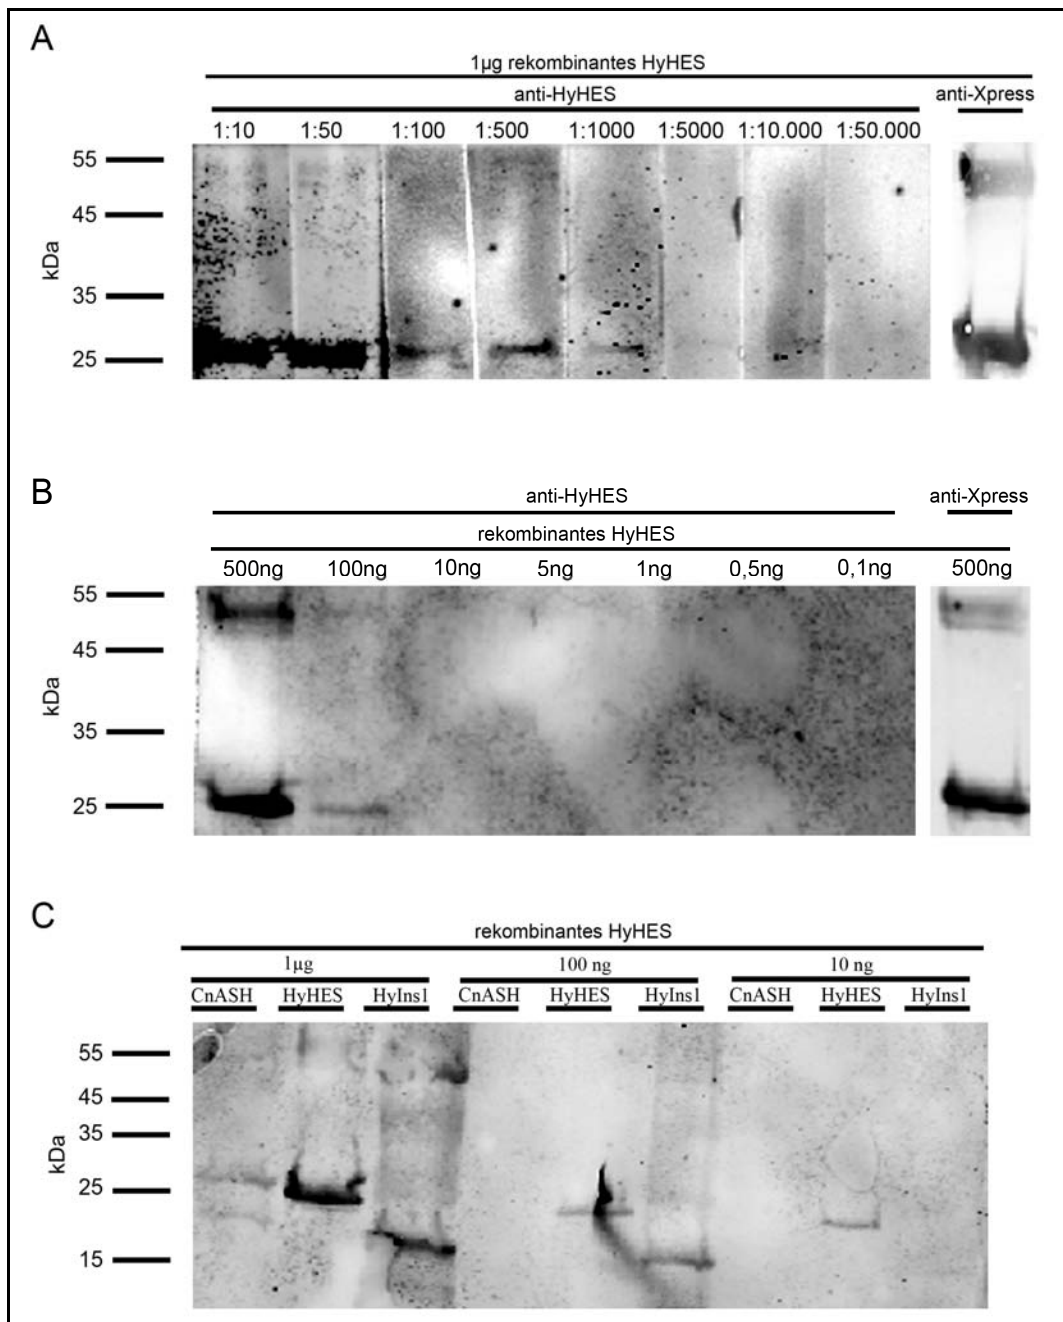 A
1µg rekombinantes HyHES
anti-HyHES anti-Xpress
1:10 1:50 1:100 1:500 1:1000 1:5000 1:10.000 1:50.000
55
45
35
25
kDa
B
anti-HyHES anti-Xpress
rekombinantes HyHES
500ng 100ng 10ng 5ng 1ng 0,5ng 0,1ng 500ng
55
45
35
25
kDa
C
rekombinantes HyHES
1µg 100 ng 10 ng
CnASH HyHES HyIns1 CnASH HyHES HyIns1 CnASH HyHES HyIns1
55
45
35
25
15
kDa